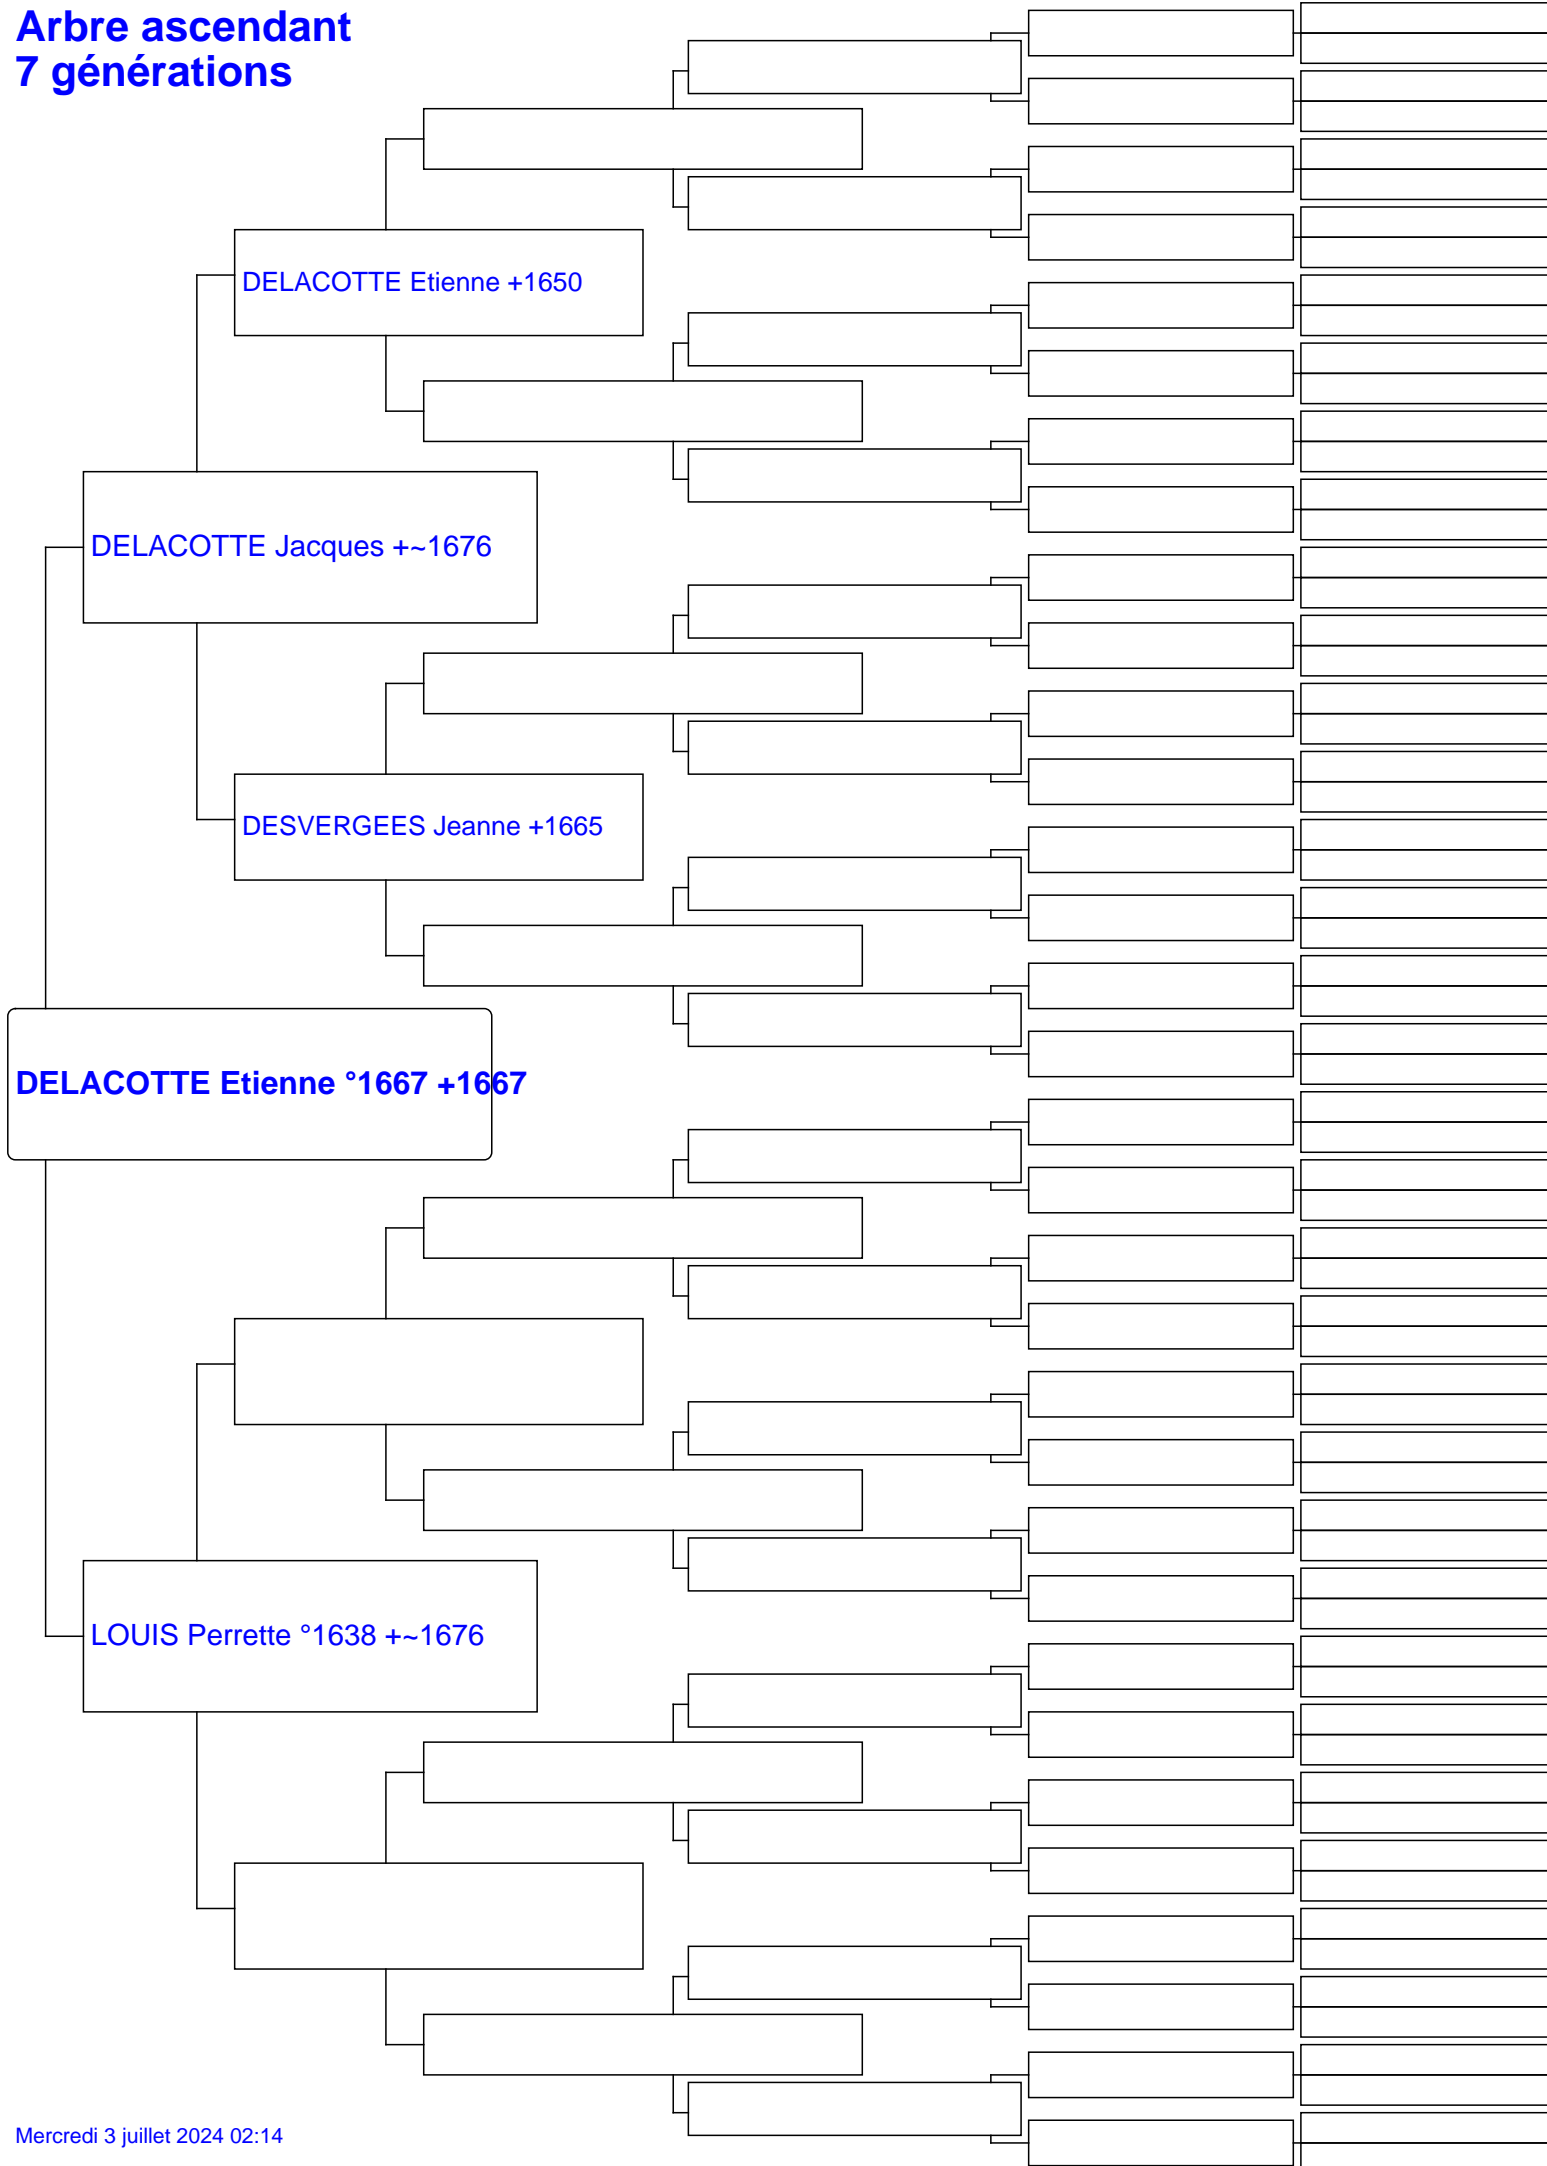 Arbre ascendant
7 générations
DELACOTTE Etienne +1650
DELACOTTE Jacques +~1676
DESVERGEES Jeanne +1665
DELACOTTE Etienne °1667 +1667
LOUIS Perrette °1638 +~1676
Mercredi 3 juillet 2024 02:14